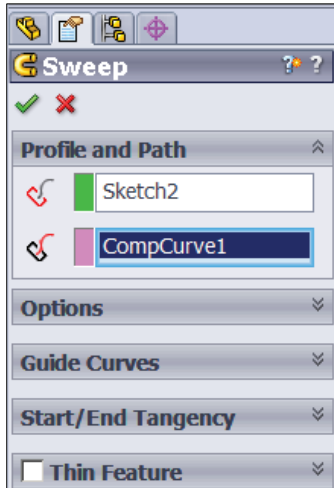 Sweep ? ?
Profile and Path
Sketch2
CompCurve1
Options
Guide Curves
Start/End Tangency
Thin Feature